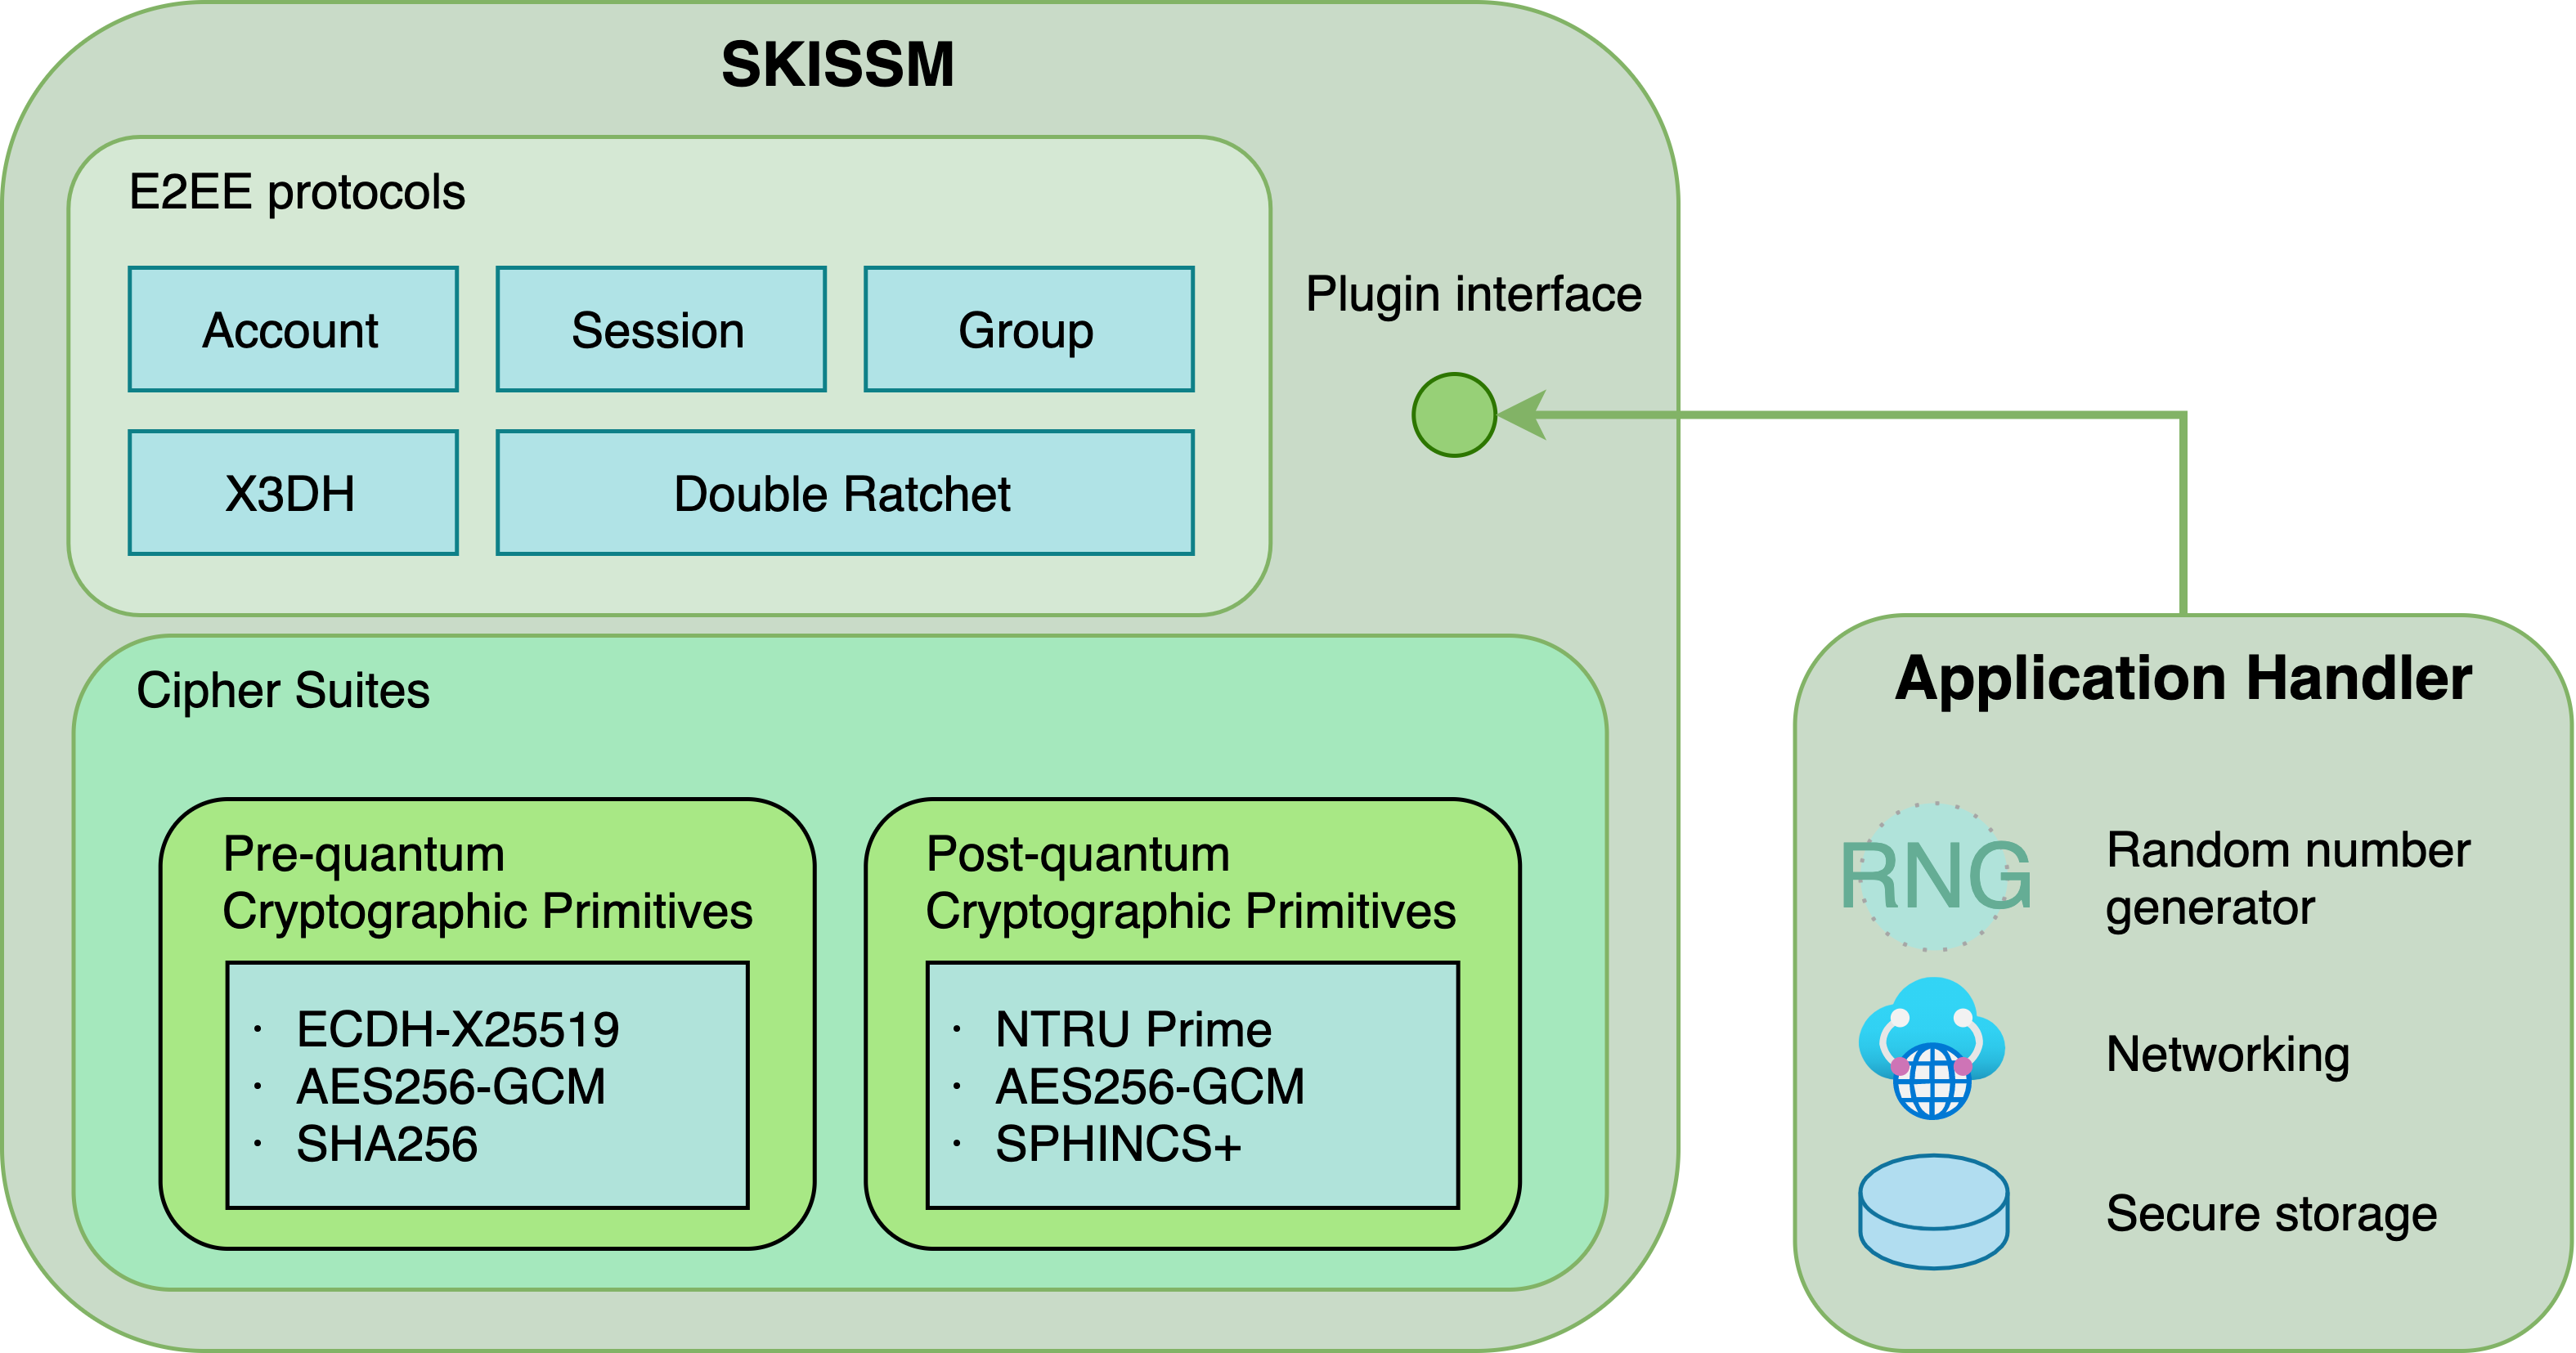 SKISSM
E2EE protocols
Account
Session
Group
X3DH
Double Ratchet
Plugin interface
Cipher Suites
Pre-quantum
Cryptographic Primitives
· ECDH-X25519
· AES256-GCM
· SHA256
Post-quantum
Cryptographic Primitives
· NTRU Prime
· AES256-GCM
· SPHINCS+
Application Handler
RNG
Random number
generator
Networking
Secure storage